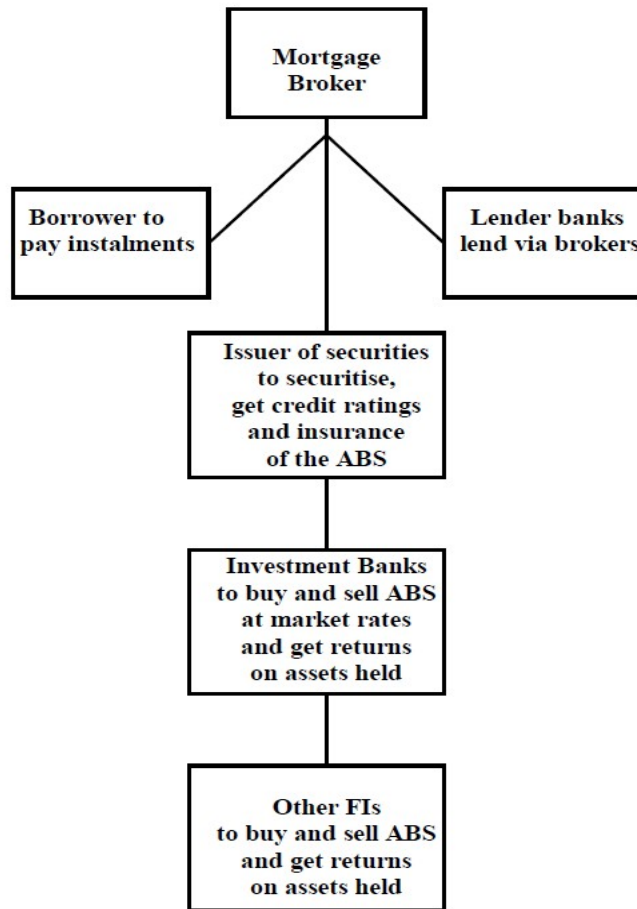 Mortgage
Broker
Borrower to
pay instalments
Lender banks
lend via brokers
Issuer of securities
to securitise,
get credit ratings
and insurance
of the ABS
Investment Banks
to buy and sell ABS
at market rates
and get returns
on assets held
Other FIs
to buy and sell ABS
and get returns
on assets held